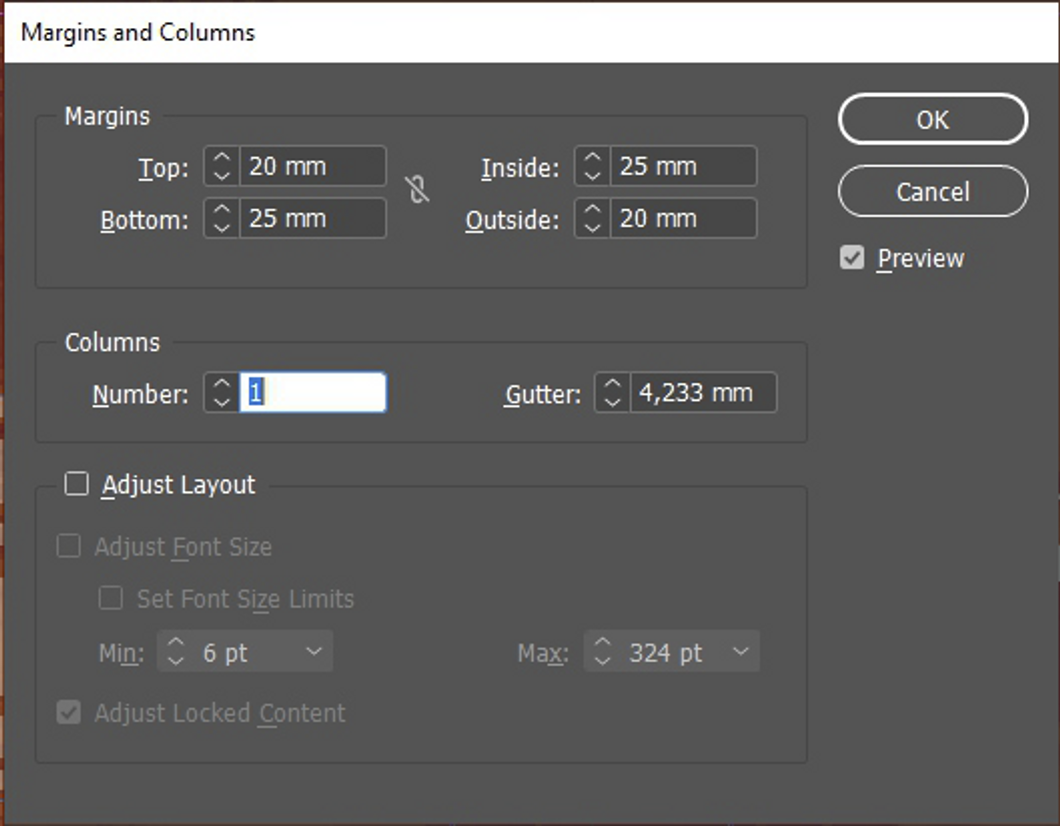 Margins and Columns
Margins
OK
Top: 20 mm Inside: 25 mm
Cancel
Bottom: 25 mm Outside: 20 mm
Preview
Columns
Number: 1 Gutter: 4,233 mm
Adjust Layout
Adjust Font Size
Set Font Size Limits
Min: 6 pt Max: 324 pt
Adjust Locked Content